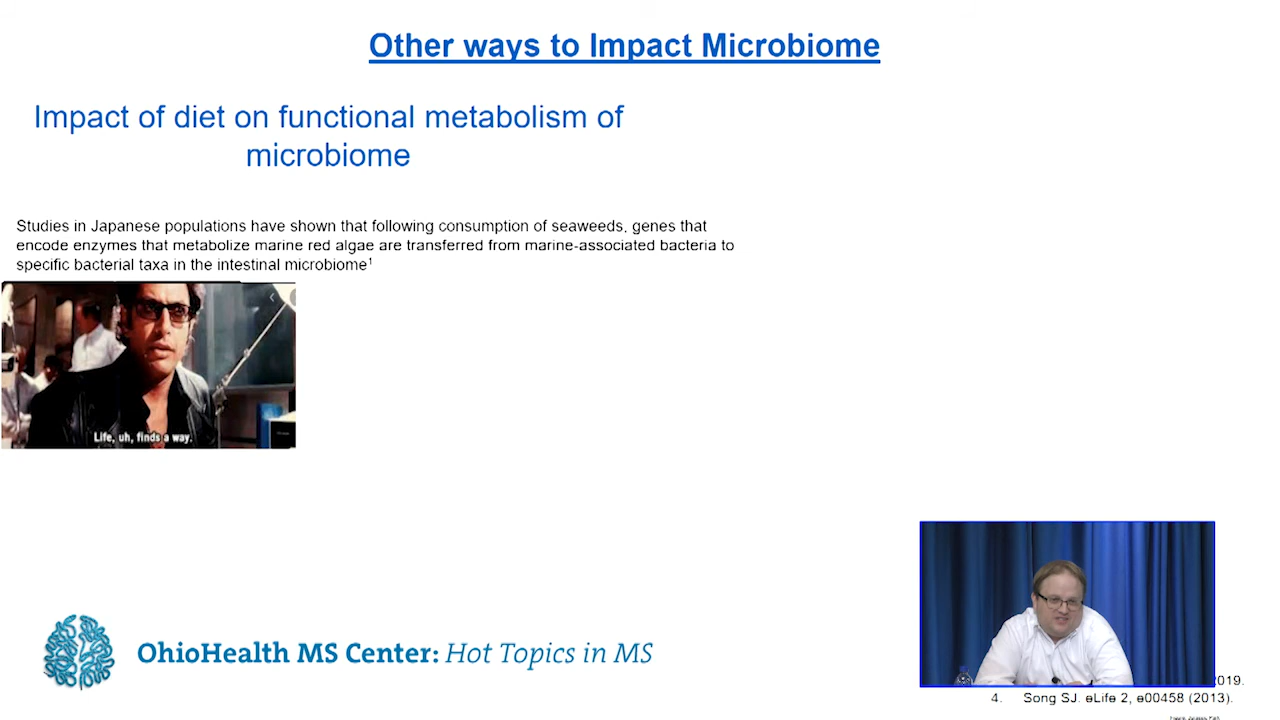 Other ways to Impact Microbiome
Impact of diet on functional metabolism of
microbiome
Studies in Japanese populations have shown that following consumption of seaweeds, genes that
encode enzymes that metabolize marine red algae are transferred from marine-associated bacteria to
specific bacterial taxa in the intestinal microbiome¹
Life, uh, finds a way.
OhioHealth MS Center: Hot Topics in MS
2019.
4. Song SJ. eLife 2, e00458 (2013).